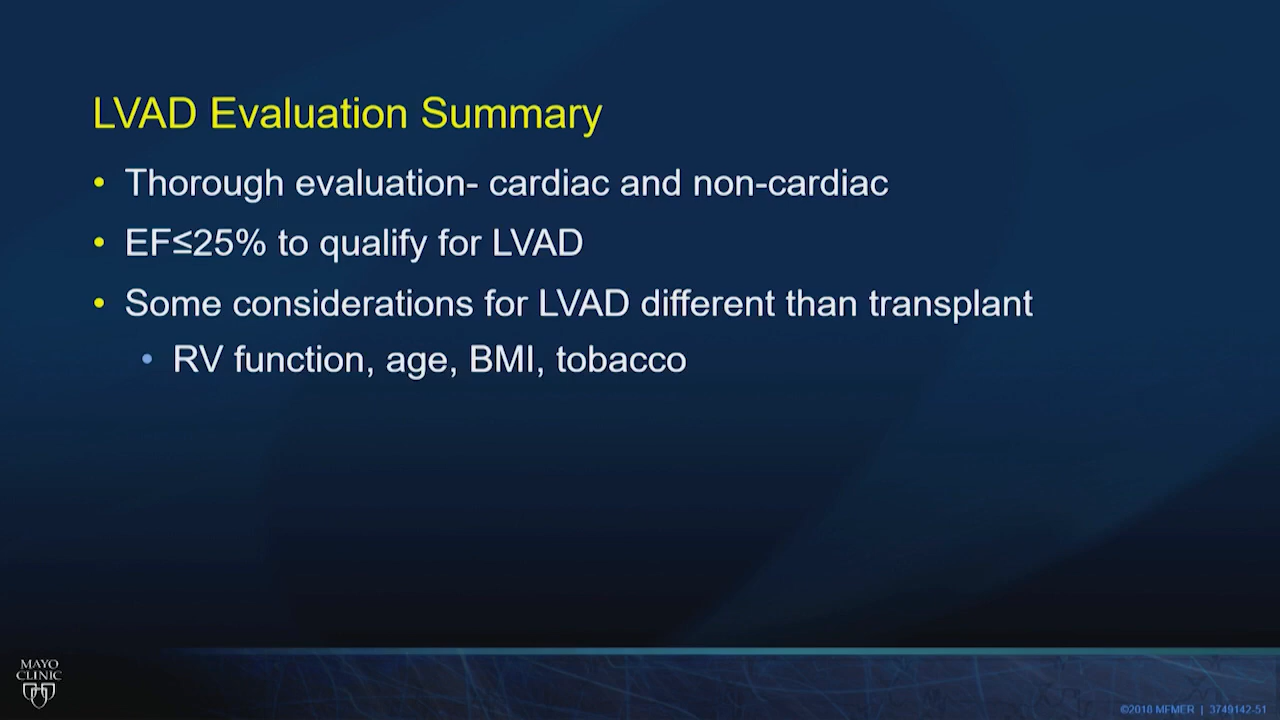 LVAD Evaluation Summary
• Thorough evaluation- cardiac and non-cardiac
• EF≤25% to qualify for LVAD
• Some considerations for LVAD different than transplant
• RV function, age, BMI, tobacco
MAYO
CLINIC
©2018 MFMER | 3749142-51